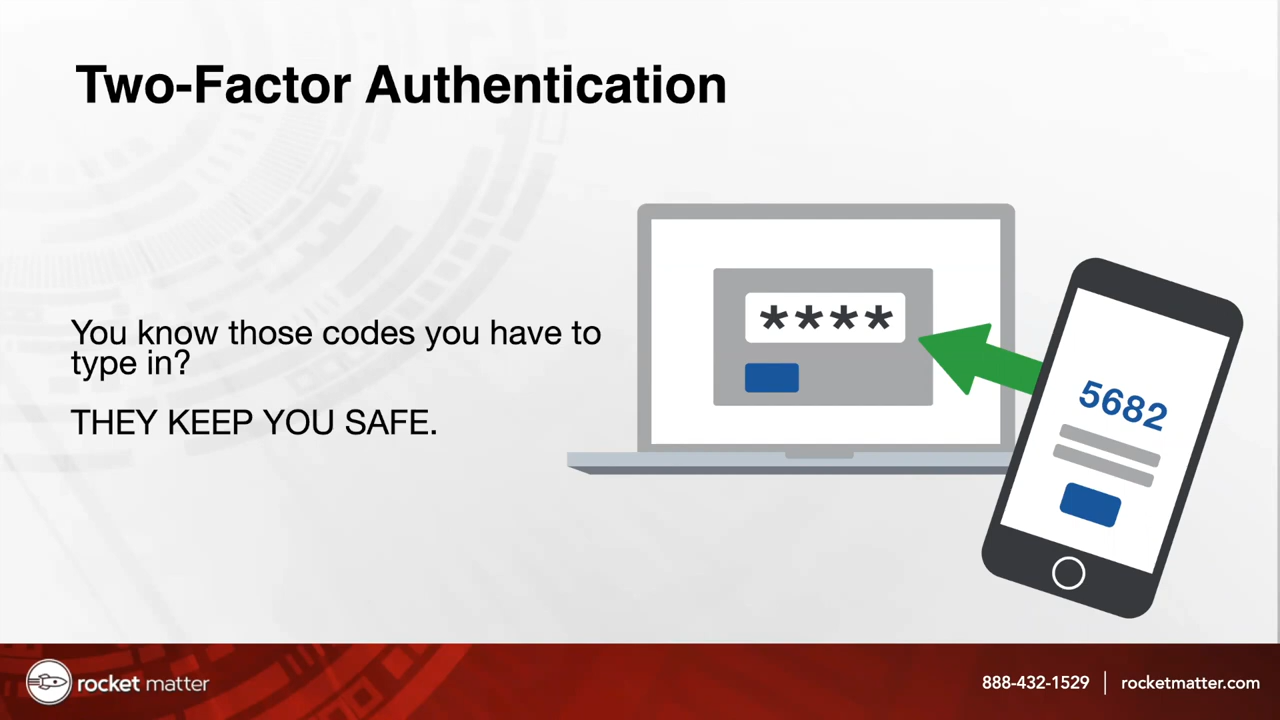 Two-Factor Authentication
You know those codes you have to
type in?
THEY KEEP YOU SAFE.
****
5682
rocket matter
888-432-1529 | rocketmatter.com